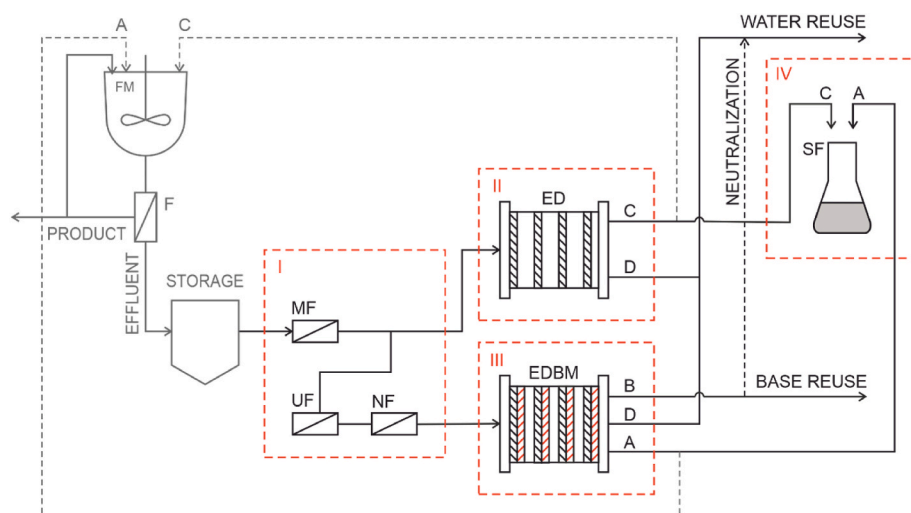 A
C
FM
F
PRODUCT
EFFLUENT
STORAGE
I
MF
UF
NF
II
ED
C
D
III
EDBM
B
D
A
WATER REUSE
NEUTRALIZATION
BASE REUSE
IV
C
A
SF